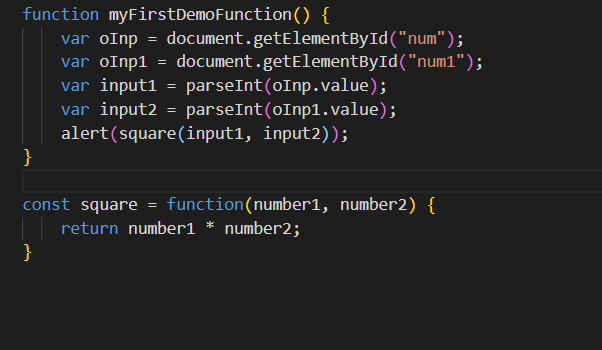 function myFirstDemoFunction() {
    var oInp = document.getElementById("num");
    var oInp1 = document.getElementById("num1");
    var input1 = parseInt(oInp.value);
    var input2 = parseInt(oInp1.value);
    alert(square(input1, input2));
}
const square = function(number1, number2) {
    return number1 * number2;
}